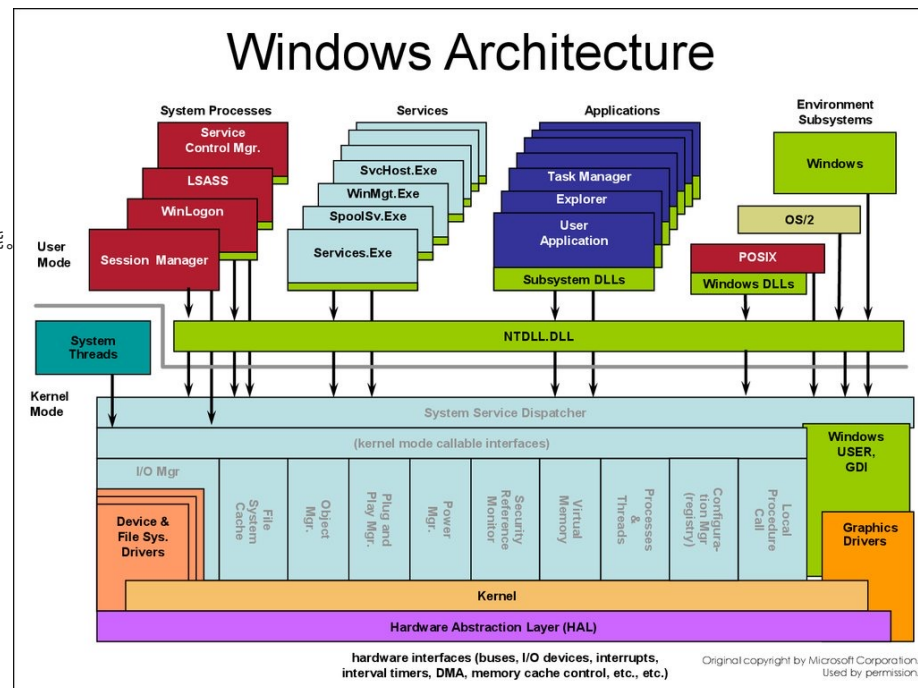 Windows Architecture
System Processes
Services
Applications
Environment
Subsystems
Service
Control Mgr.
LSASS
WinLogon
Session Manager
SvcHost.Exe
WinMgt.Exe
SpoolSv.Exe
Services.Exe
Task Manager
Explorer
User
Application
Subsystem DLLs
Windows
OS/2
POSIX
Windows DLLs
User
Mode
NTDLL.DLL
System
Threads
Kernel
Mode
System Service Dispatcher
(kernel mode callable interfaces)
Windows
USER,
GDI
I/O Mgr
Device &
File Sys.
Drivers
File
System
Cache
Object
Mgr.
Plug and
Play Mgr.
Power
Mgr.
Security
Reference
Monitor
Virtual
Memory
Processes
&
Threads
Configura-
tion Mgr
(registry)
Local
Procedure
Call
Graphics
Drivers
Kernel
Hardware Abstraction Layer (HAL)
hardware interfaces (buses, I/O devices, interrupts,
interval timers, DMA, memory cache control, etc., etc.)
Original copyright by Microsoft Corporation.
Used by permission